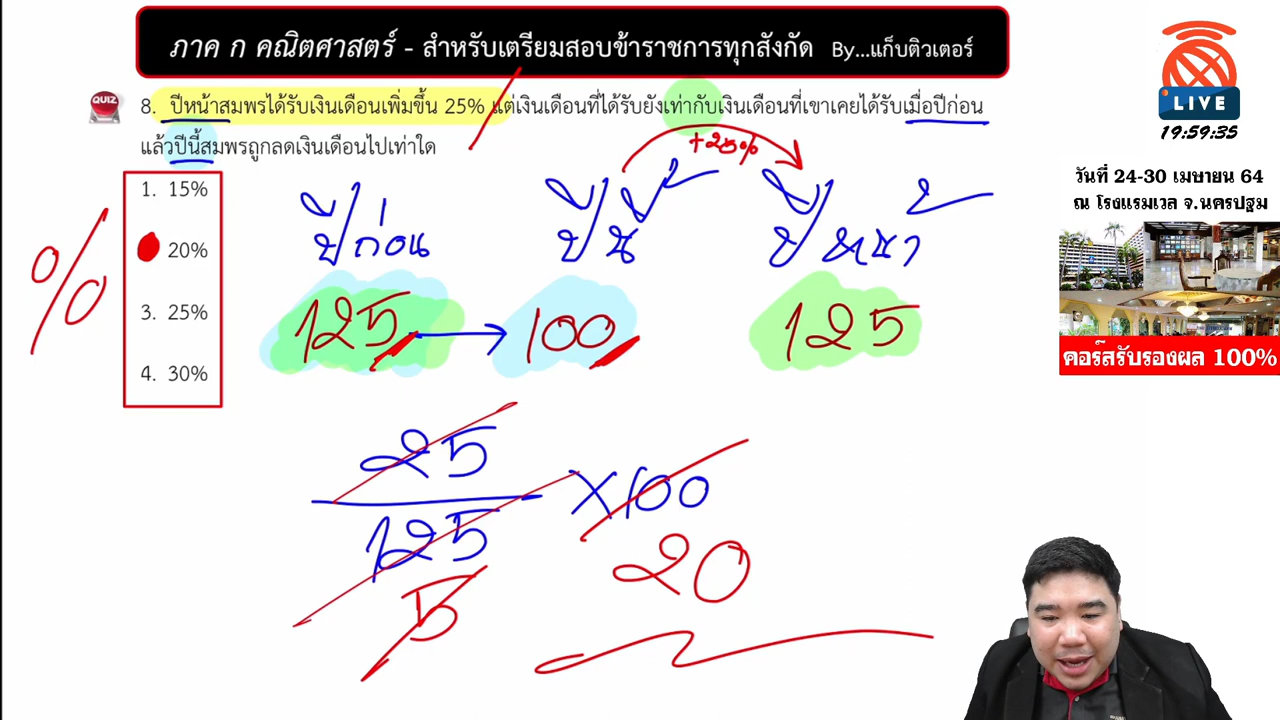 ภาค ก คณิตศาสตร์ - สำหรับเตรียมสอบข้าราชการทุกสังกัด By...แก็บติวเตอร์
LIVE
19:59:35
QUIZ
8. ปีหน้าสมพรได้รับเงินเดือนเพิ่มขึ้น 25% แต่เงินเดือนที่ได้รับยังเท่ากับเงินเดือนที่เขาเคยได้รับเมื่อปีก่อน
แล้วปีนี้สมพรถูกลดเงินเดือนไปเท่าใด
+25%
1. 15%
20%
3. 25%
4. 30%
%
ปีก่อน ปีนี้ ปีหน้า
125 100 125
25
125
×100
5
20
วันที่ 24-30 เมษายน 64
ณ โรงแรมเวล จ.นครปฐม
คอร์สรับรองผล 100%